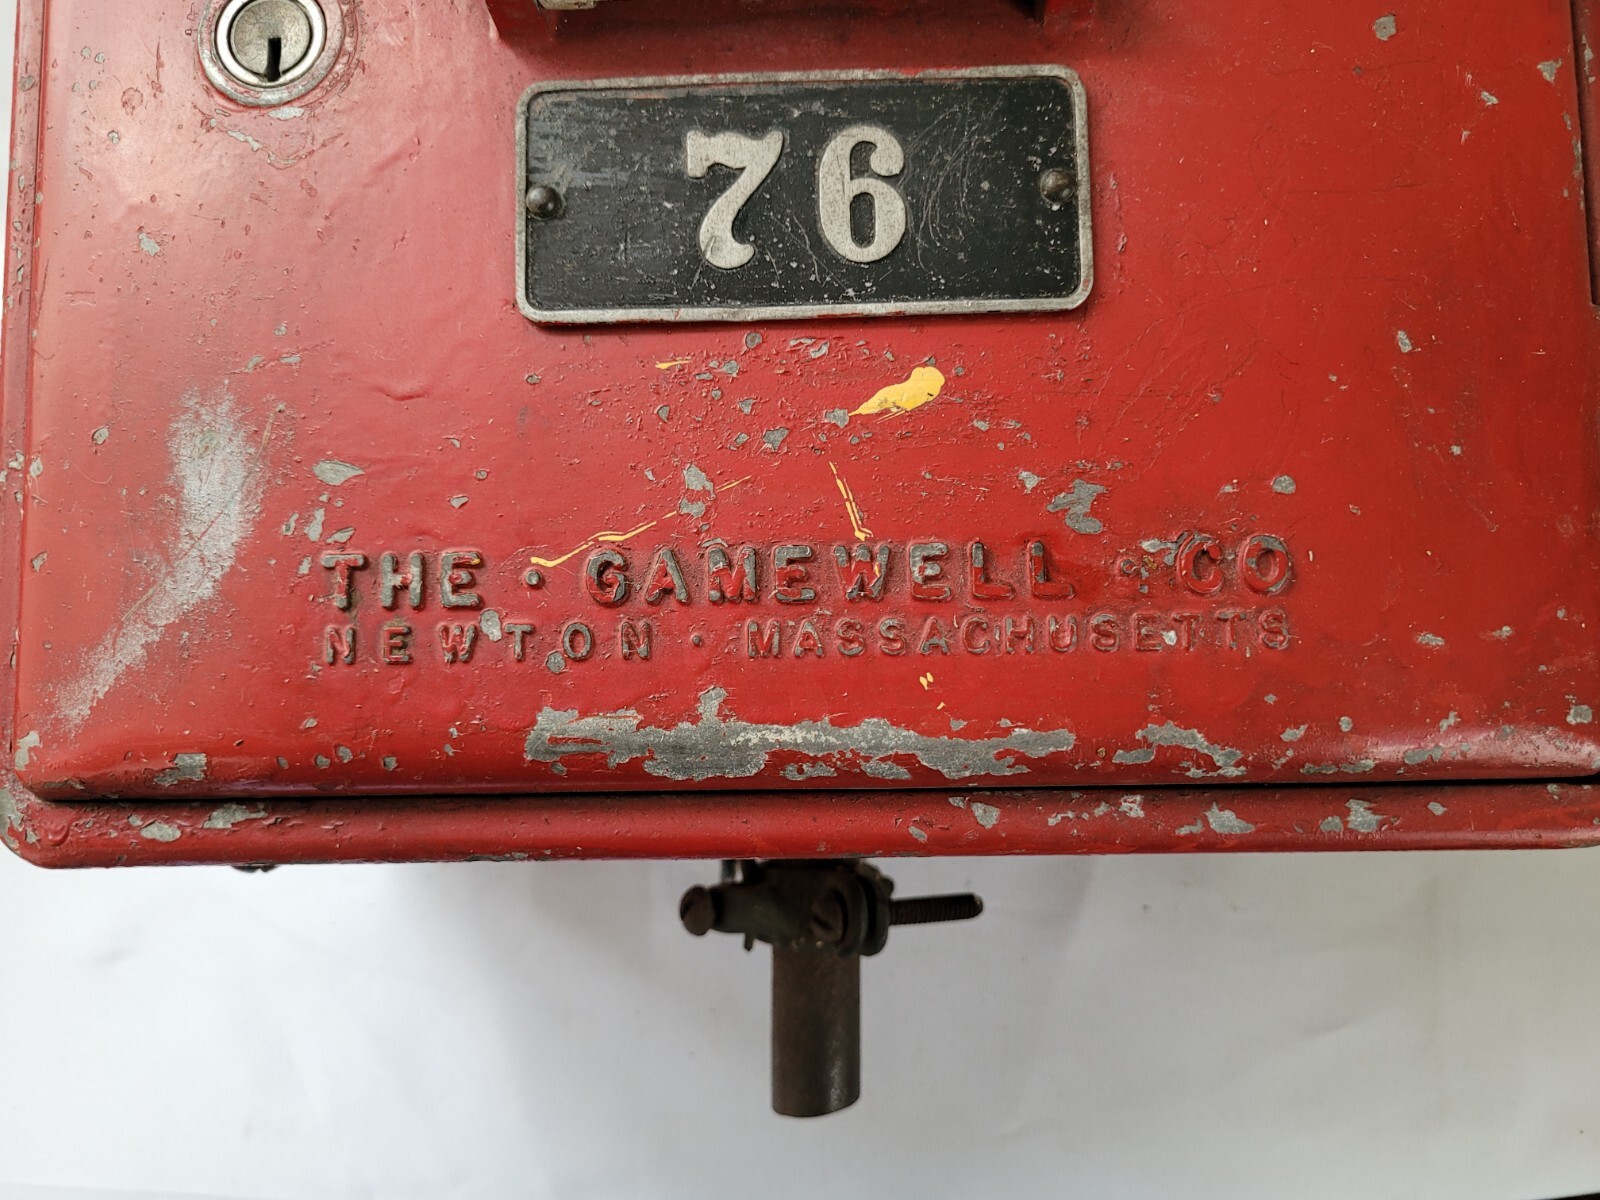 76
THE · GAMEWELL · CO
NEWTON · MASSACHUSETTS